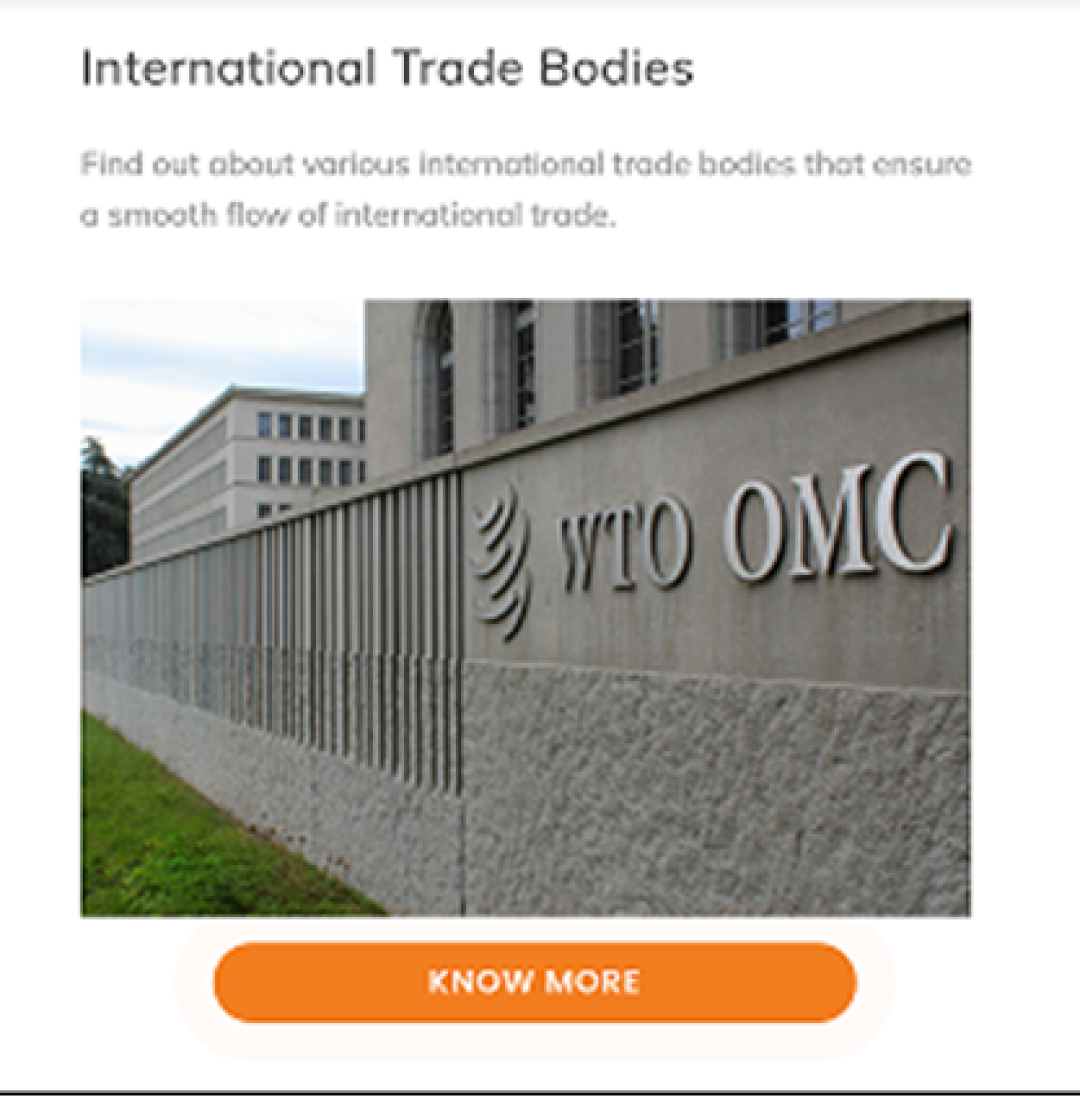 International Trade Bodies
Find out about various international trade bodies that ensure
a smooth flow of international trade.
WTO OMC
KNOW MORE